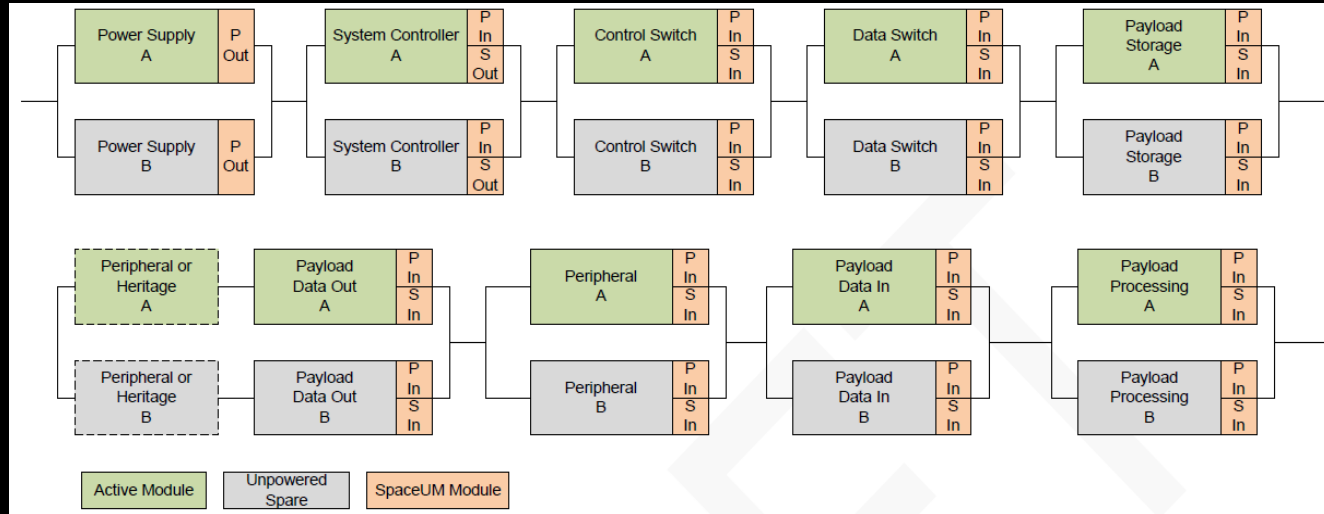 Power Supply
A
P
Out
System Controller
A
P
In
S
Out
Control Switch
A
P
In
S
In
Data Switch
A
P
In
S
In
Payload
Storage
A
P
In
S
In
Power Supply
B
P
Out
System Controller
B
P
In
S
Out
Control Switch
B
P
In
S
In
Data Switch
B
P
In
S
In
Payload
Storage
B
P
In
S
In
Peripheral or
Heritage
A
Payload
Data Out
A
P
In
S
In
Peripheral
A
P
In
S
In
Payload
Data In
A
P
In
S
In
Payload
Processing
A
P
In
S
In
Peripheral or
Heritage
B
Payload
Data Out
B
P
In
S
In
Peripheral
B
P
In
S
In
Payload
Data In
B
P
In
S
In
Payload
Processing
B
P
In
S
In
Active Module
Unpowered
Spare
SpaceUM Module